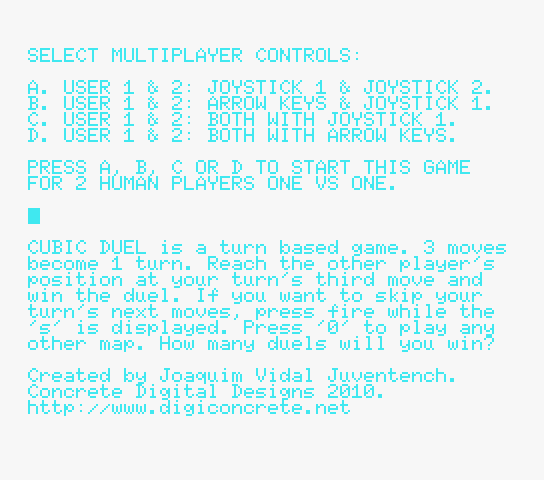 SELECT MULTIPLAYER CONTROLS:
A. USER 1 & 2: JOYSTICK 1 & JOYSTICK 2.
B. USER 1 & 2: ARROW KEYS & JOYSTICK 1.
C. USER 1 & 2: BOTH WITH JOYSTICK 1.
D. USER 1 & 2: BOTH WITH ARROW KEYS.
PRESS A, B, C OR D TO START THIS GAME
FOR 2 HUMAN PLAYERS ONE VS ONE.
CUBIC DUEL is a turn based game. 3 moves
become 1 turn. Reach the other player's
position at your turn's third move and
win the duel. If you want to skip your
turn's next moves, press fire while the
's' is displayed. Press '0' to play any
other map. How many duels will you win?
Created by Joaquim Vidal Juventench.
Concrete Digital Designs 2010.
http://www.digiconcrete.net